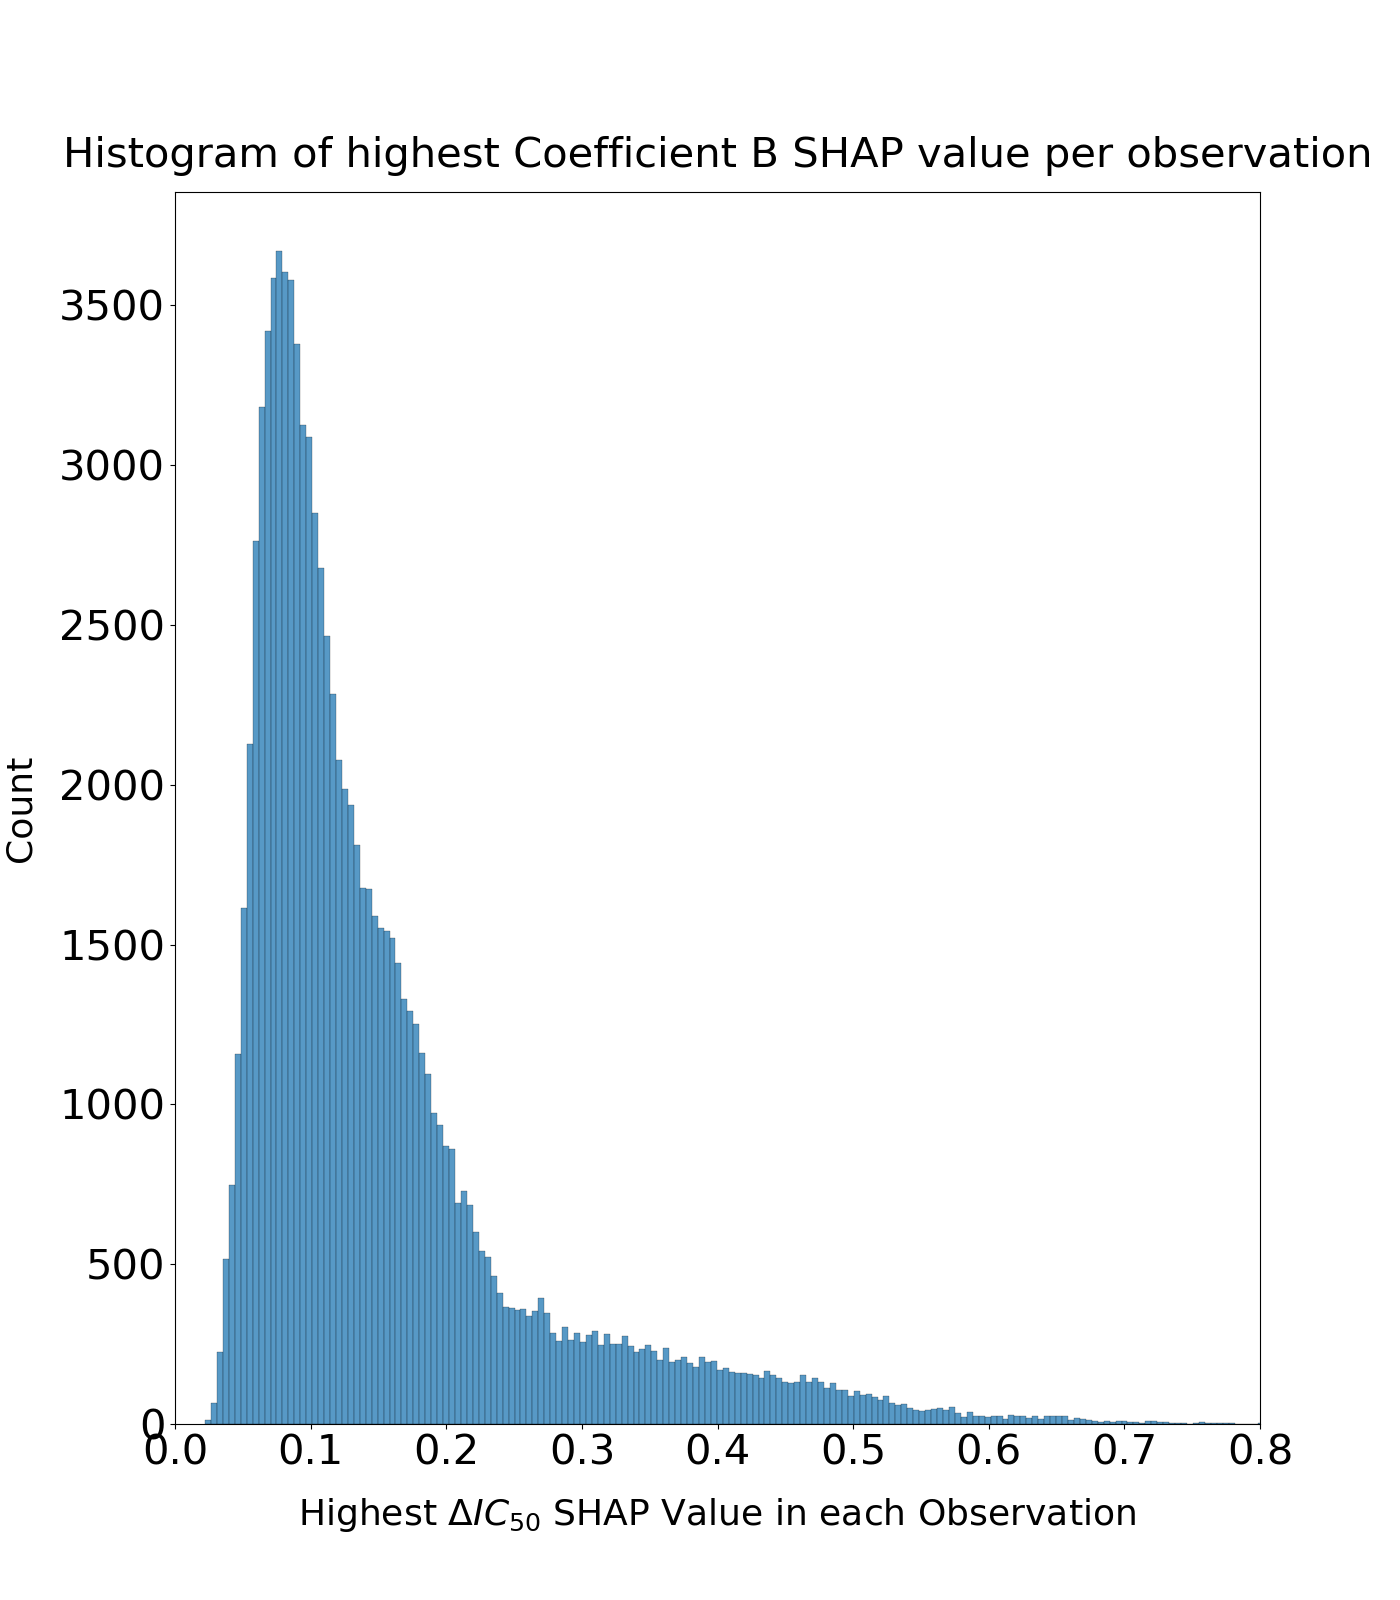 Histogram of highest Coefficient B SHAP value per observation
3500
3000
2500
2000
1500
1000
500
0
Count
0.0 0.1 0.2 0.3 0.4 0.5 0.6 0.7 0.8
Highest ΔIC₅₀ SHAP Value in each Observation